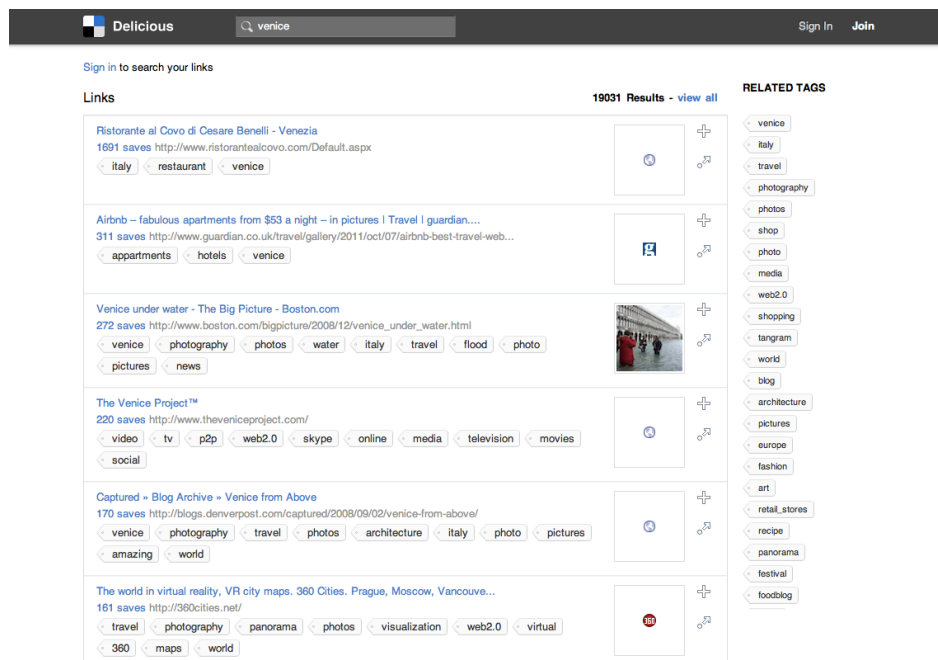 Delicious
venice
Sign In Join
Sign in to search your links
Links
19031 Results - view all
Ristorante al Covo di Cesare Benelli - Venezia
1691 saves http://www.ristorantealcovo.com/Default.aspx
italy restaurant venice
Airbnb – fabulous apartments from $53 a night – in pictures | Travel | guardian....
311 saves http://www.guardian.co.uk/travel/gallery/2011/oct/07/airbnb-best-travel-web...
appartments hotels venice
g
Venice under water - The Big Picture - Boston.com
272 saves http://www.boston.com/bigpicture/2008/12/venice_under_water.html
venice photography photos water italy travel flood photo
pictures news
The Venice Project™
220 saves http://www.theveniceproject.com/
video tv p2p web2.0 skype online media television movies
social
Captured » Blog Archive » Venice from Above
170 saves http://blogs.denverpost.com/captured/2008/09/02/venice-from-above/
venice photography travel photos architecture italy photo pictures
amazing world
The world in virtual reality, VR city maps. 360 Cities. Prague, Moscow, Vancouve...
161 saves http://360cities.net/
travel photography panorama photos visualization web2.0 virtual
360 maps world
360
RELATED TAGS
venice
italy
travel
photography
photos
shop
photo
media
web2.0
shopping
tangram
world
blog
architecture
pictures
europe
fashion
art
retail_stores
recipe
panorama
festival
foodblog